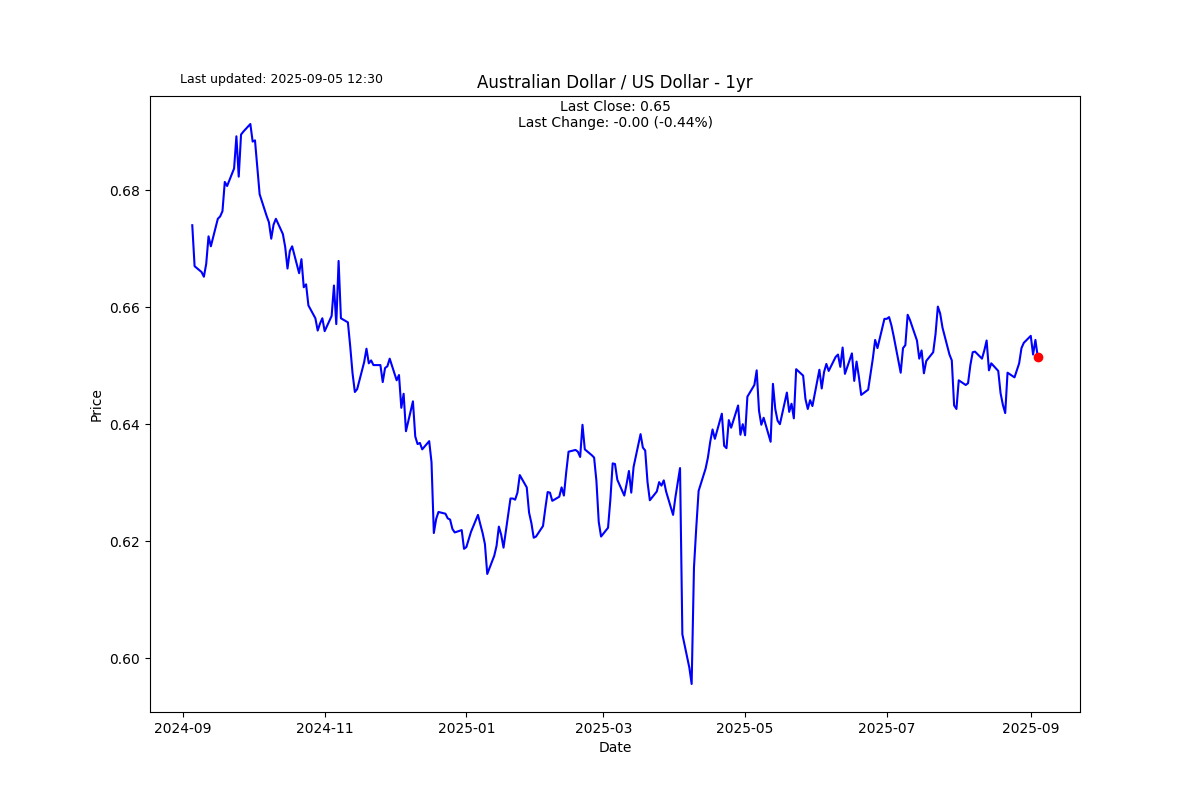 Last updated: 2025-09-05 12:30
Australian Dollar / US Dollar - 1yr
Last Close: 0.65
Last Change: -0.00 (-0.44%)
0.68
0.66
0.64
0.62
0.60
Price
2024-09
2024-11
2025-01
2025-03
2025-05
2025-07
2025-09
Date